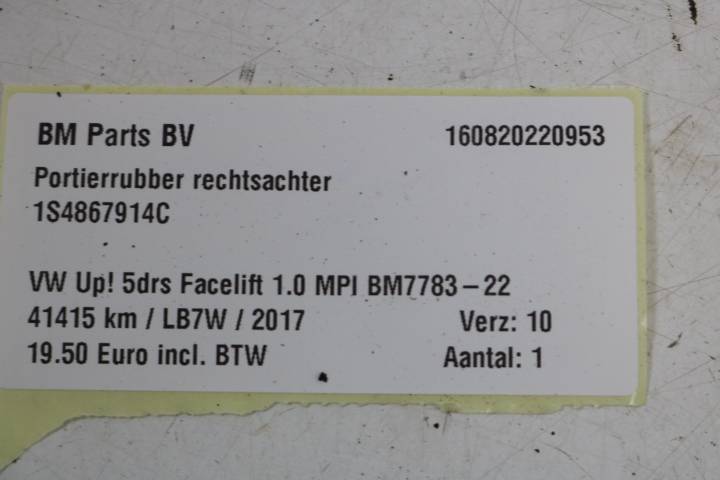 BM Parts BV 160820220953
Portierrubber rechtsachter
1S4867914C
VW Up! 5drs Facelift 1.0 MPI BM7783-22
41415 km / LB7W / 2017 Verz: 10
19.50 Euro incl. BTW Aantal: 1